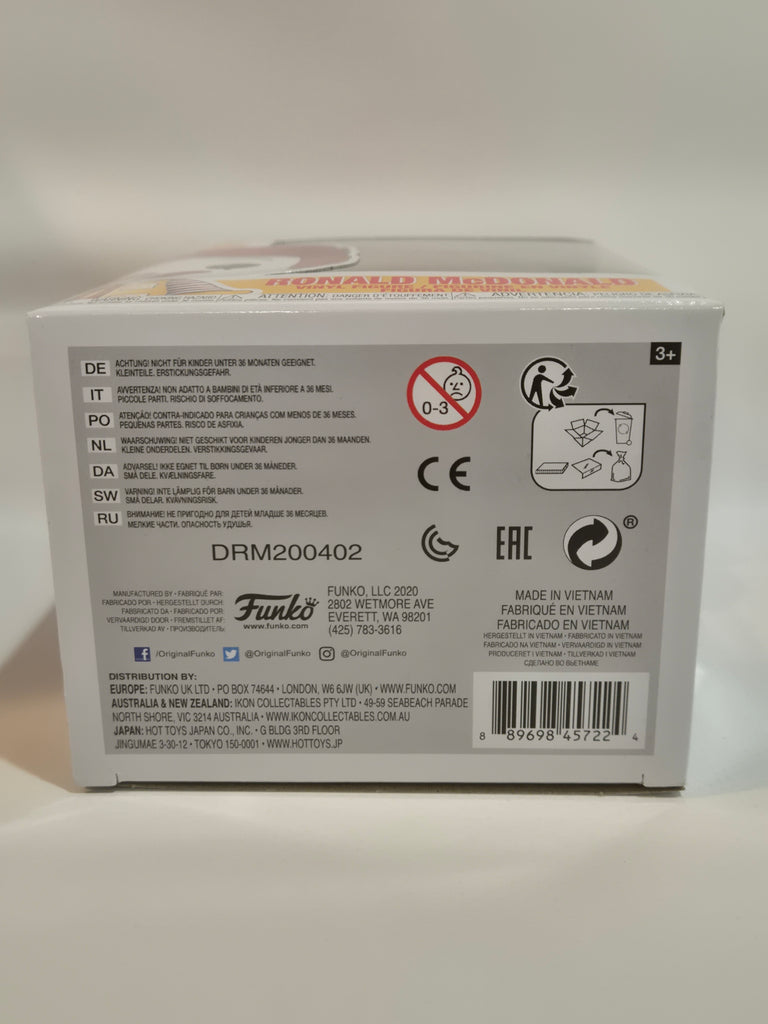 RONALD McDONALD
ATTENTION
ADVERTENCIA:
3+
DE ACHTUNG! NICHT FÜR KINDER UNTER 36 MONATEN GEEIGNET.
KLEINTEILE. ERSTICKUNGSGEFAHR.
IT AVVERTENZA! NON ADATTO A BAMBINI DI ETÀ INFERIORE A 36 MESI.
PICCOLE PARTI. RISCHIO DI SOFFOCAMENTO.
PO ATENÇÃO! CONTRA-INDICADO PARA CRIANÇAS COM MENOS DE 36 MESES.
PEQUENAS PARTES. RISCO DE ASFIXIA.
NL WAARSCHUWING! NIET GESCHIKT VOOR KINDEREN JONGER DAN 36 MAANDEN.
KLEINE ONDERDELEN. VERSTIKKINGSGEVAAR.
DA ADVARSEL! IKKE EGNET TIL BØRN UNDER 36 MÅNEDER.
SMÅ DELE. KVÆLNINGSFARE.
SW VARNING! INTE LÄMPLIG FÖR BARN UNDER 36 MÅNADER.
SMÅ DELAR. KVÄVNINGSRISK.
RU ВНИМАНИЕ! НЕ ПРИГОДНО ДЛЯ ДЕТЕЙ МЛАДШЕ 36 МЕСЯЦЕВ.
МЕЛКИЕ ЧАСТИ. ОПАСНОСТЬ УДУШЬЯ.
0-3
CE
EAC
®
DRM200402
MANUFACTURED BY • FABRIQUÉ PAR:
FABRICADO POR • HERGESTELLT DURCH:
FABBRICATO DA • FABRICADO POR:
VERVAARDIGD DOOR • FREMSTILLET AF:
TILLVERKAD AV • ПРОИЗВОДИТЕЛЬ:
Funko
www.funko.com
FUNKO, LLC 2020
2802 WETMORE AVE
EVERETT, WA 98201
(425) 783-3616
/OriginalFunko @OriginalFunko @OriginalFunko
MADE IN VIETNAM
FABRIQUÉ EN VIETNAM
FABRICADO EN VIETNAM
HERGESTELLT IN VIETNAM • FABBRICATO IN VIETNAM
FABRICADO NA VIETNAM • VERVAARDIGD IN VIETNAM
PRODUCERET I VIETNAM • TILLVERKAD I VIETNAM
СДЕЛАНО ВО ВЬЕТНАМЕ
DISTRIBUTION BY:
EUROPE: FUNKO UK LTD • PO BOX 74644 • LONDON, W6 6JW (UK) • WWW.FUNKO.COM
AUSTRALIA & NEW ZEALAND: IKON COLLECTABLES PTY LTD • 49-59 SEABEACH PARADE
NORTH SHORE, VIC 3214 AUSTRALIA • WWW.IKONCOLLECTABLES.COM.AU
JAPAN: HOT TOYS JAPAN CO., INC. • G BLDG 3RD FLOOR
JINGUMAE 3-30-12 • TOKYO 150-0001 • WWW.HOTTOYS.JP
8 89698 45722 4